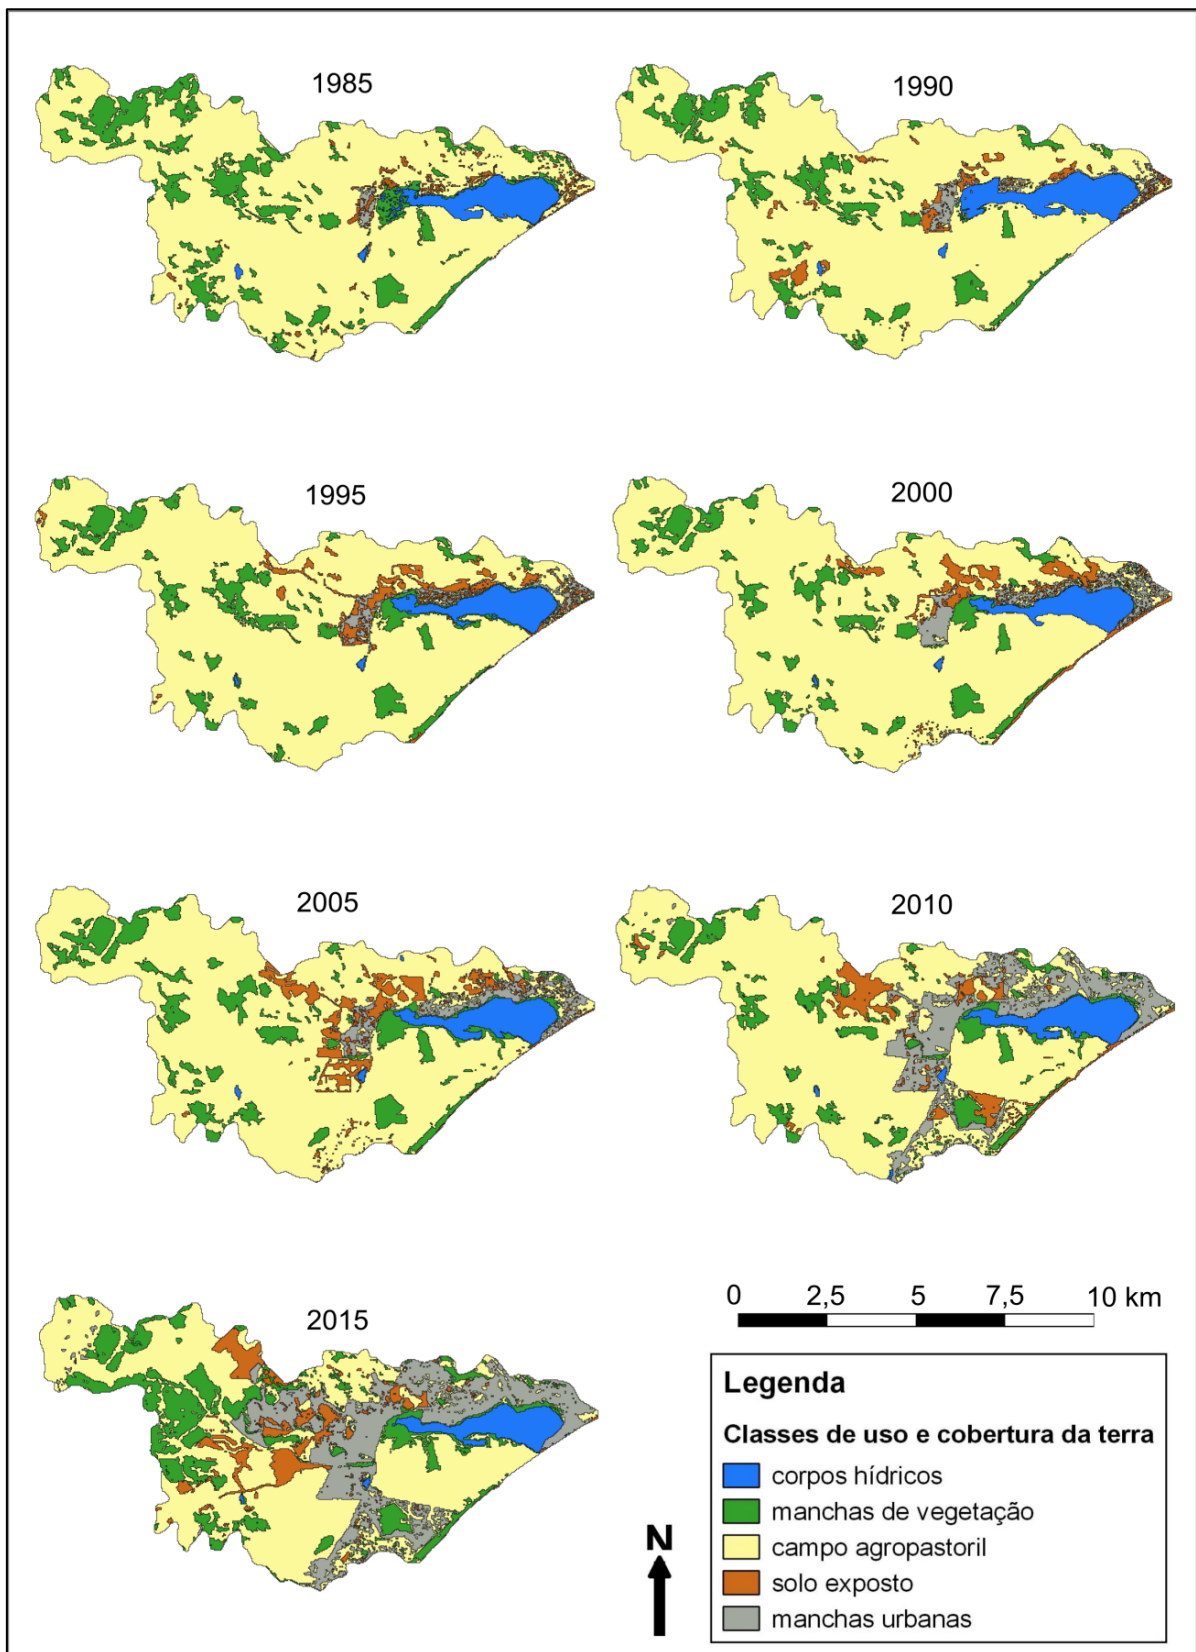 1985
1990
1995
2000
2005
2010
2015
0 2,5 5 7,5 10 km
N
Legenda
Classes de uso e cobertura da terra
corpos hídricos
manchas de vegetação
campo agropastoril
solo exposto
manchas urbanas